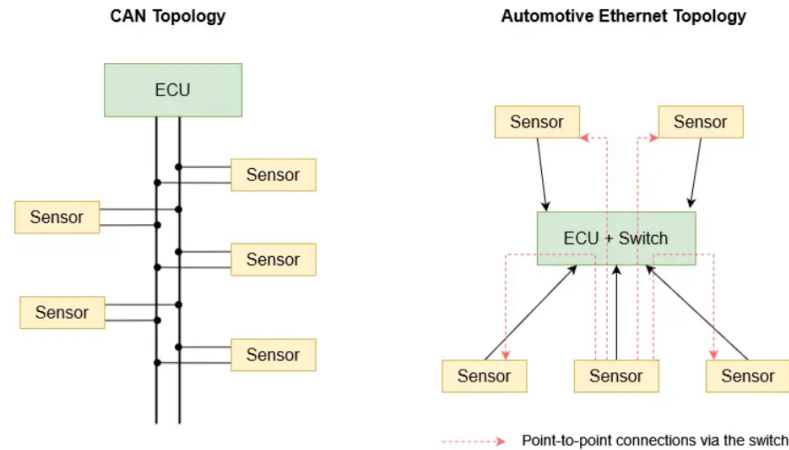 CAN Topology
ECU
Sensor
Sensor
Sensor
Sensor
Sensor
Automotive Ethernet Topology
Sensor
Sensor
ECU + Switch
Sensor
Sensor
Sensor
Point-to-point connections via the switch